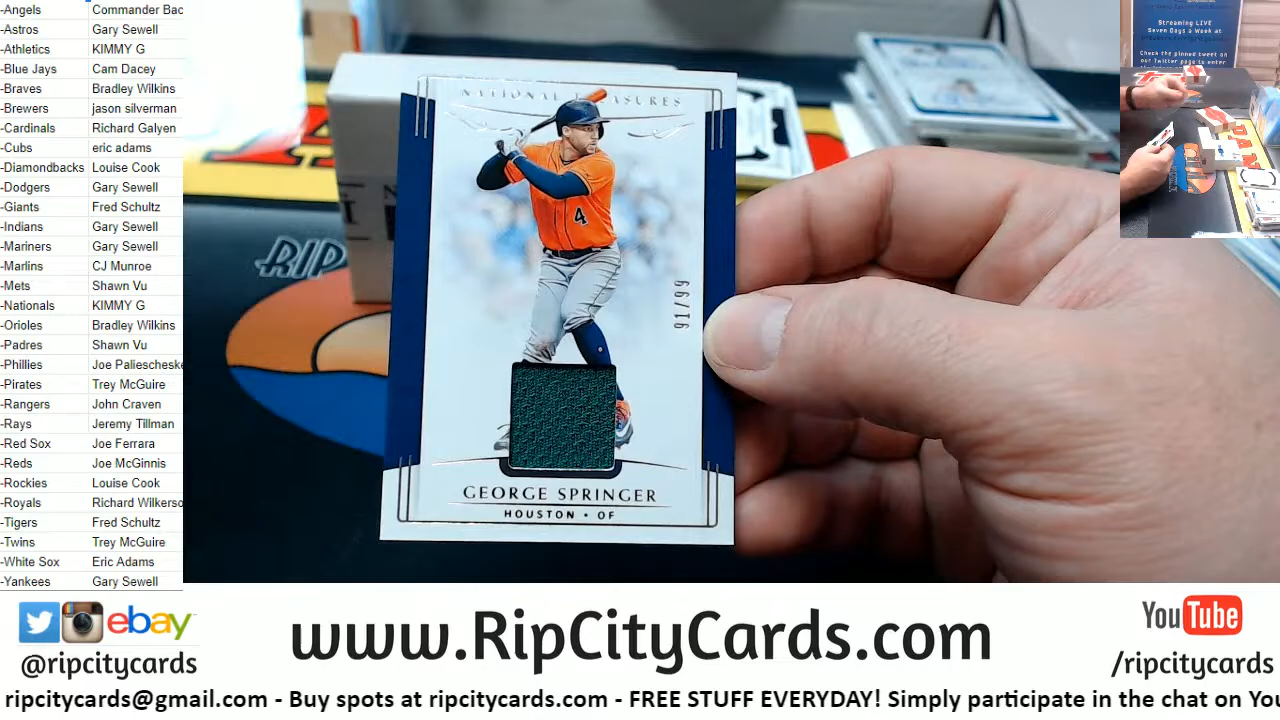 -Angels Commander Bac
-Astros Gary Sewell
-Athletics KIMMY G
-Blue Jays Cam Dacey
-Braves Bradley Wilkins
-Brewers jason silverman
-Cardinals Richard Galyen
-Cubs eric adams
-Diamondbacks Louise Cook
-Dodgers Gary Sewell
-Giants Fred Schultz
-Indians Gary Sewell
-Mariners Gary Sewell
-Marlins CJ Munroe
-Mets Shawn Vu
-Nationals KIMMY G
-Orioles Bradley Wilkins
-Padres Shawn Vu
-Phillies Joe Paliescheske
-Pirates Trey McGuire
-Rangers John Craven
-Rays Jeremy Tillman
-Red Sox Joe Ferrara
-Reds Joe McGinnis
-Rockies Louise Cook
-Royals Richard Wilkerso
-Tigers Fred Schultz
-Twins Trey McGuire
-White Sox Eric Adams
-Yankees Gary Sewell
NATIONAL TREASURES
4
91/99
GEORGE SPRINGER
HOUSTON • OF
RIP
Streaming LIVE
Seven Days a Week at
Check the pinned tweet on
our Twitter page to enter
ebay
@ripcitycards
www.RipCityCards.com
YouTube
/ripcitycards
ripcitycards@gmail.com - Buy spots at ripcitycards.com - FREE STUFF EVERYDAY! Simply participate in the chat on You